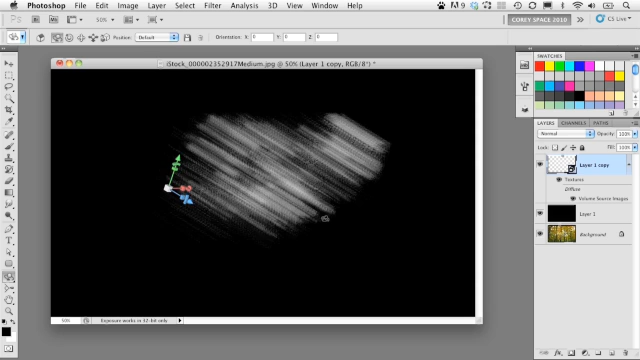 Photoshop File Edit Image Layer Select Filter Analysis 3D View Window Help
50% COREY SPACE 2010 CS Live
Position: Default Orientation: X: 0 Y: 0 Z: 0
iStock_000002352917Medium.jpg @ 50% (Layer 1 copy, RGB/8*) *
SWATCHES
LAYERS CHANNELS PATHS
Normal Opacity: 100%
Lock: Fill: 100%
Layer 1 copy
Textures
Diffuse
Volume Source Images
Layer 1
Background
50% Exposure works in 32-bit only